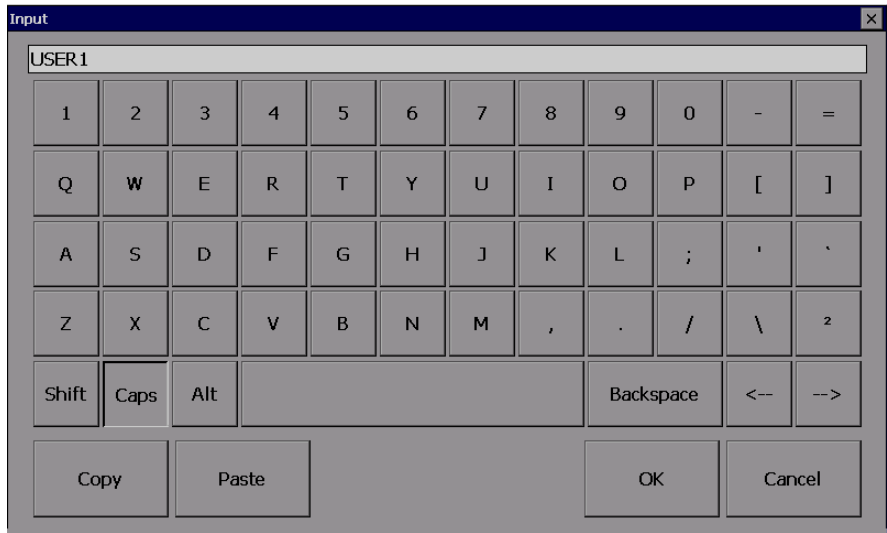 Input
USER1
1 2 3 4 5 6 7 8 9 0 - =
Q W E R T Y U I O P [ ]
A S D F G H J K L ; ' `
Z X C V B N M , . / \ ²
Shift Caps Alt Backspace <-- -->
Copy Paste OK Cancel